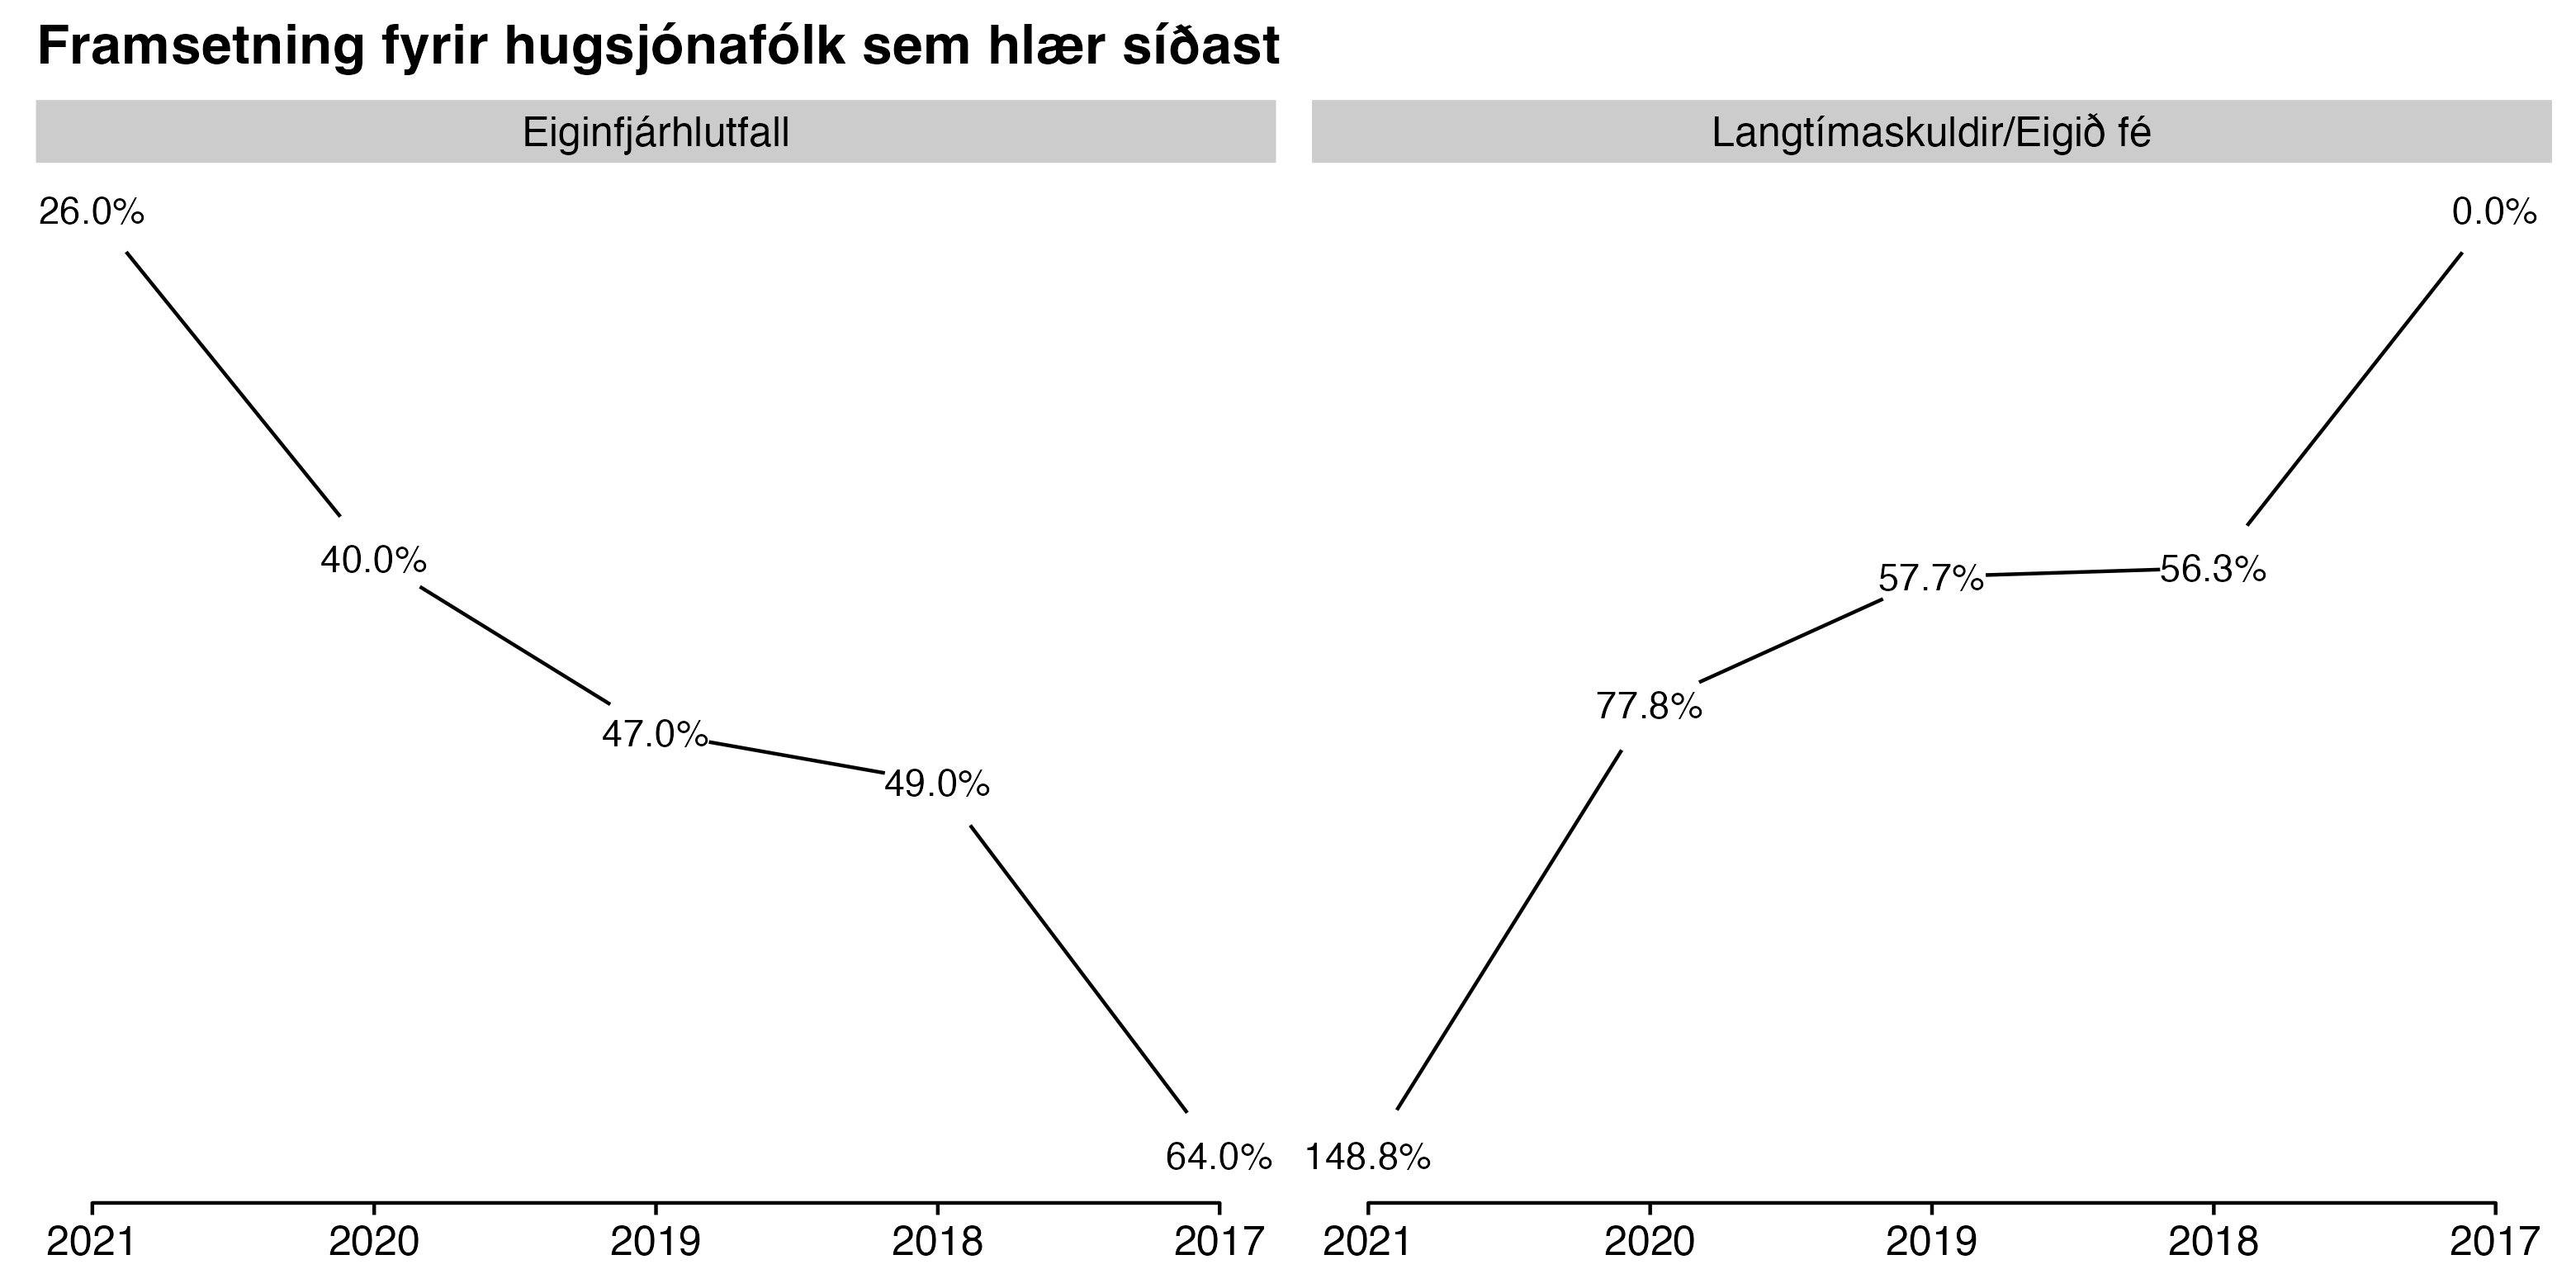 Framsetning fyrir hugsjónafólk sem hlær síðast
Eiginfjárhlutfall
26.0%
40.0%
47.0%
49.0%
64.0%
2021 2020 2019 2018 2017
Langtímaskuldir/Eigið fé
0.0%
56.3%
57.7%
77.8%
148.8%
2021 2020 2019 2018 2017